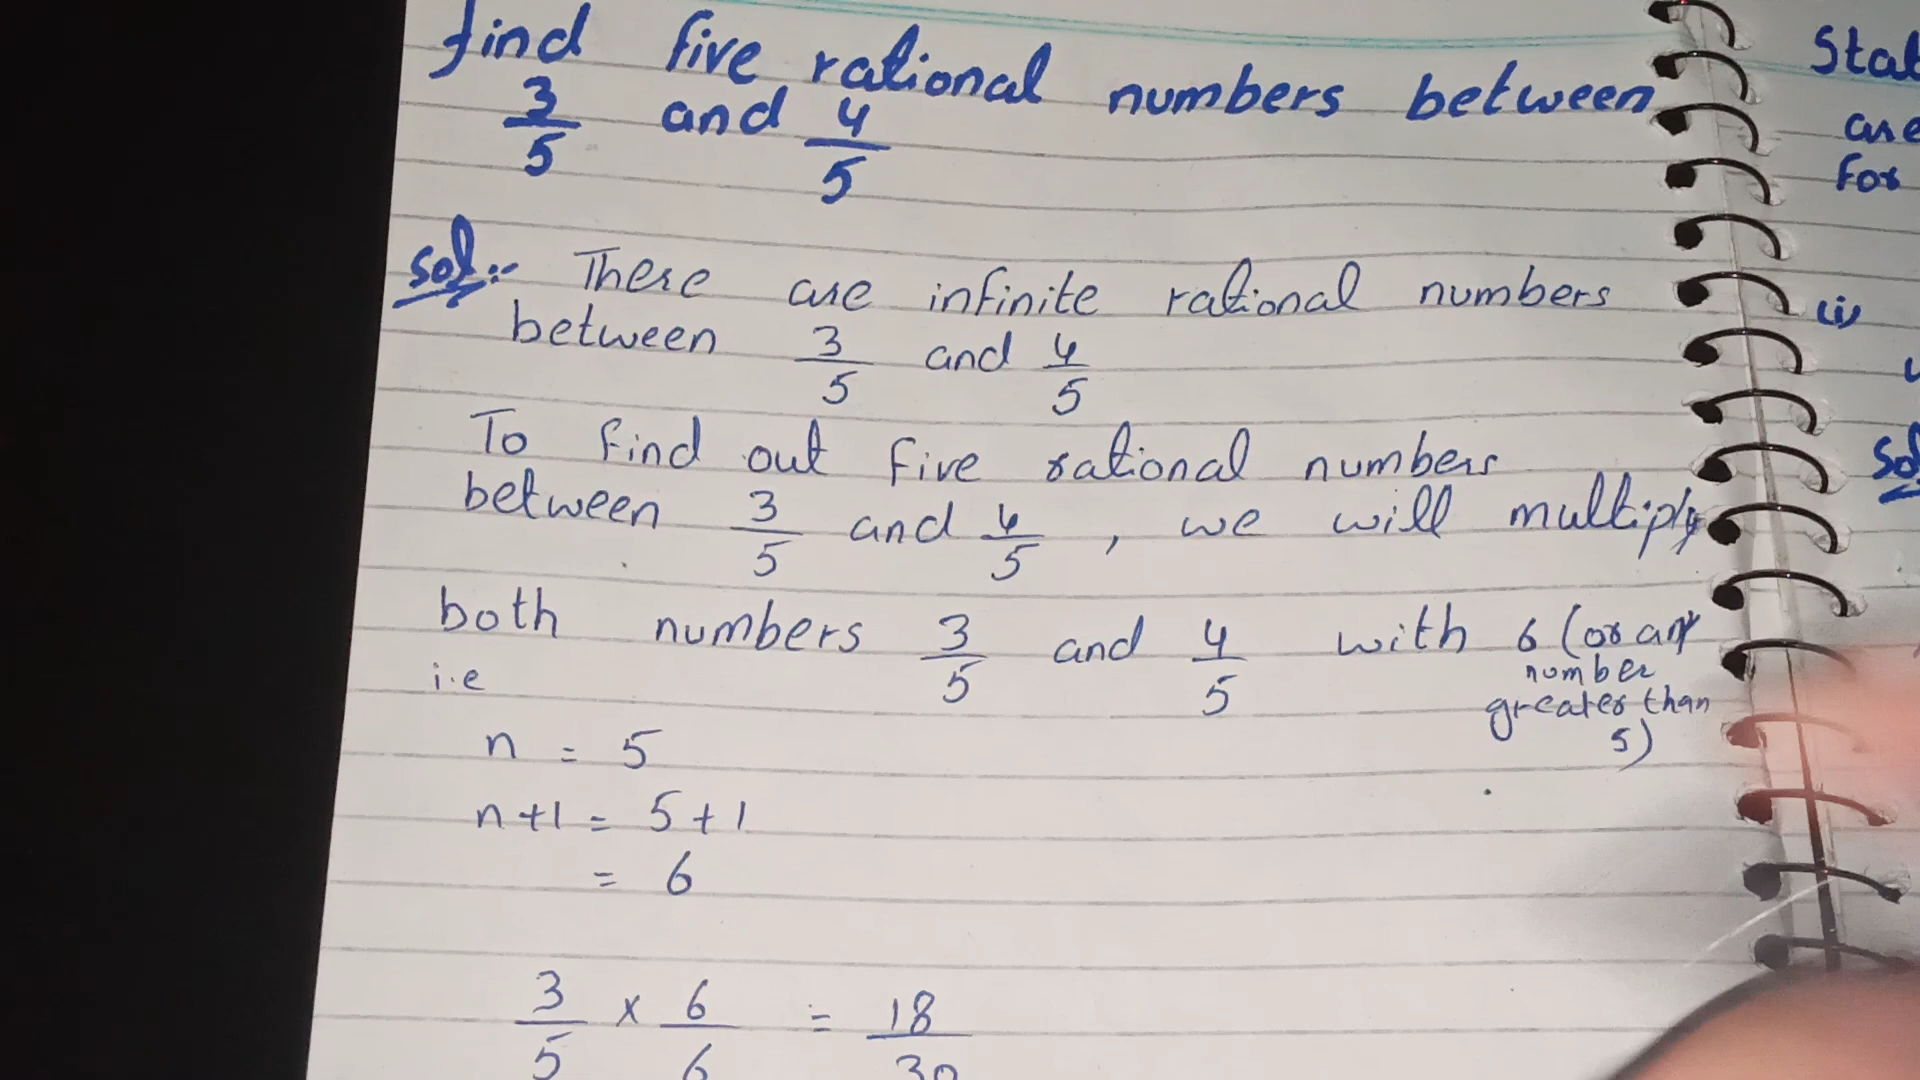 find five rational numbers between
3/5 and 4/5
Sol:- There are infinite rational numbers
between 3/5 and 4/5
To find out five rational numbers
between 3/5 and 4/5, we will multiply
both numbers 3/5 and 4/5 with 6 (or any
number
greater than
5)
i.e
n = 5
n+1 = 5+1
= 6
3/5 x 6/6 = 18/30
are
For
(i)
Sol